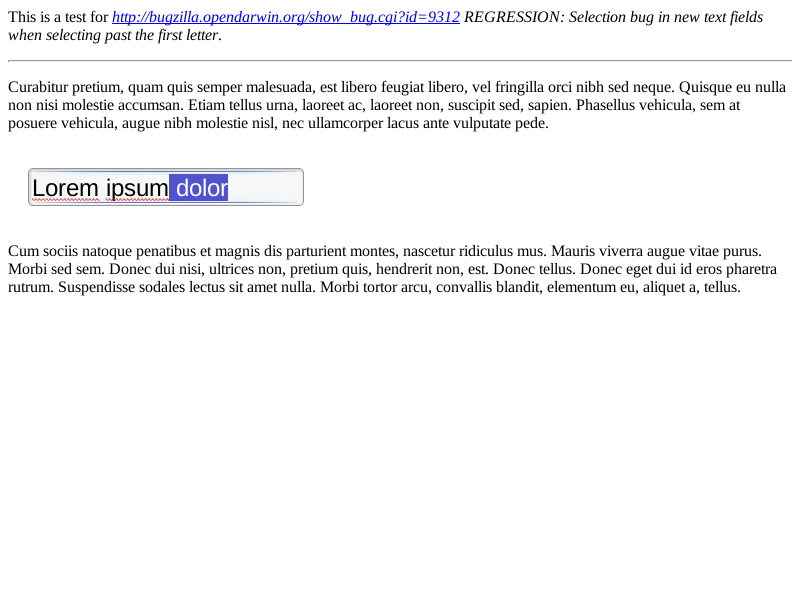 This is a test for http://bugzilla.opendarwin.org/show_bug.cgi?id=9312 REGRESSION: Selection bug in new text fields
when selecting past the first letter.
Curabitur pretium, quam quis semper malesuada, est libero feugiat libero, vel fringilla orci nibh sed neque. Quisque eu nulla
non nisi molestie accumsan. Etiam tellus urna, laoreet ac, laoreet non, suscipit sed, sapien. Phasellus vehicula, sem at
posuere vehicula, augue nibh molestie nisl, nec ullamcorper lacus ante vulputate pede.
Lorem ipsum dolor
Cum sociis natoque penatibus et magnis dis parturient montes, nascetur ridiculus mus. Mauris viverra augue vitae purus.
Morbi sed sem. Donec dui nisi, ultrices non, pretium quis, hendrerit non, est. Donec tellus. Donec eget dui id eros pharetra
rutrum. Suspendisse sodales lectus sit amet nulla. Morbi tortor arcu, convallis blandit, elementum eu, aliquet a, tellus.